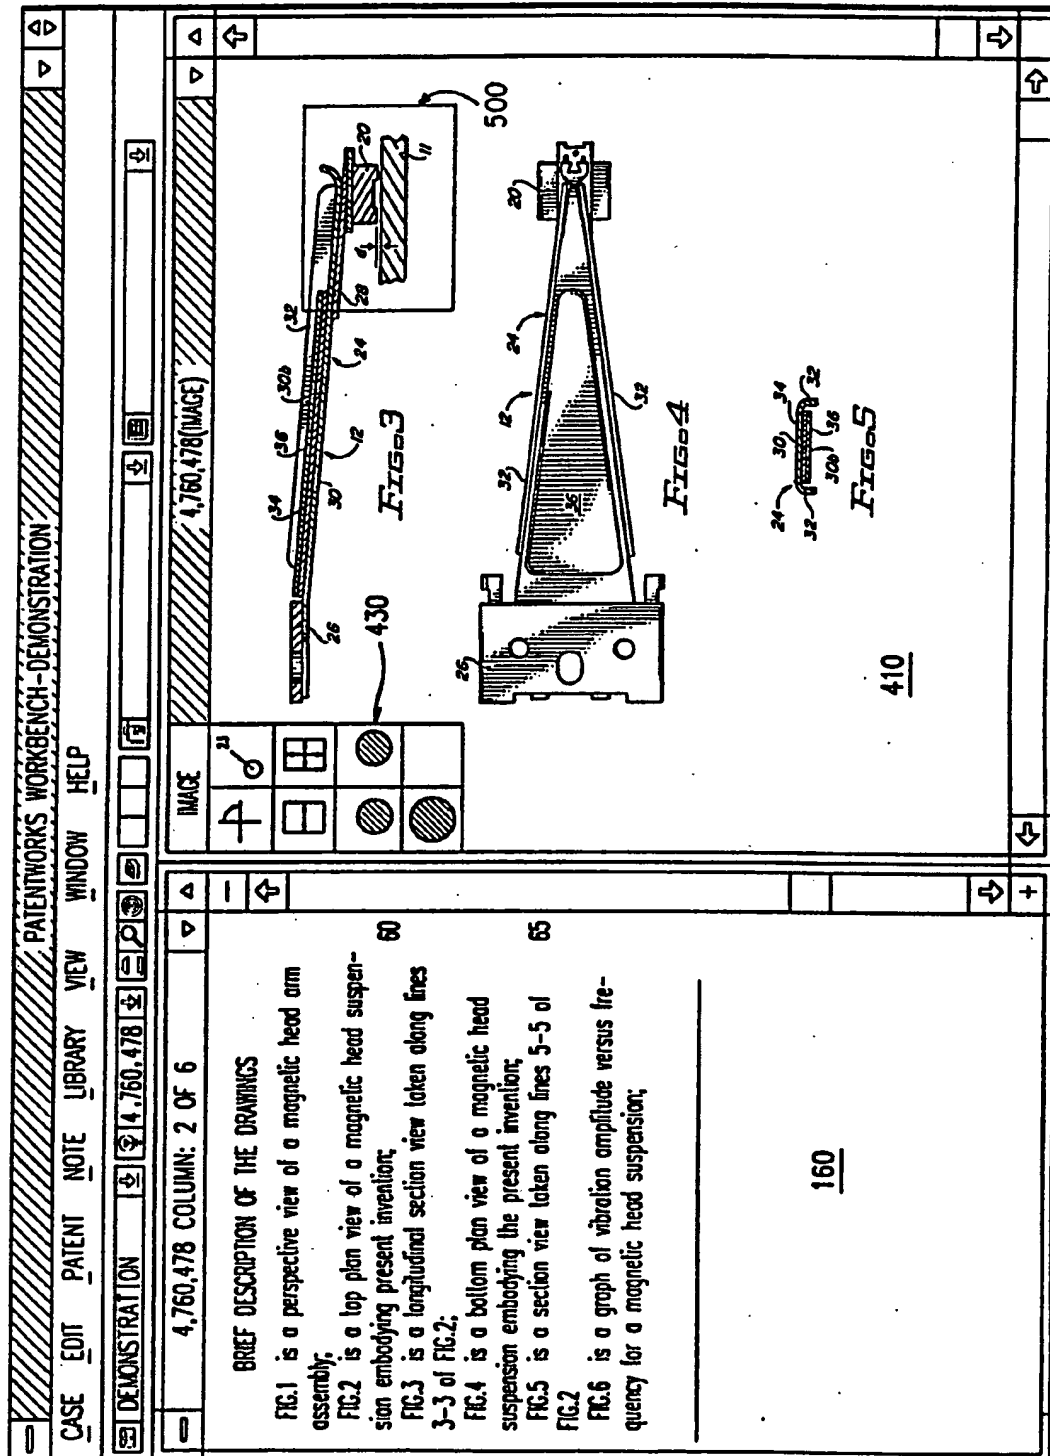 PATENTWORKS WORKBENCH-DEMONSTRATION
CASE EDIT PATENT NOTE LIBRARY VIEW WINDOW HELP
DEMONSTRATION 4,760,478
4,760,478 COLUMN: 2 OF 6
BRIEF DESCRIPTION OF THE DRAWINGS
FIG.1 is a perspective view of a magnetic head arm
assembly;
FIG.2 is a top plan view of a magnetic head suspen-
sion embodying present invention; 60
FIG.3 is a longitudinal section view taken along lines
3-3 of FIG.2;
FIG.4 is a bottom plan view of a magnetic head
suspension embodying the present invention;
FIG.5 is a section view taken along lines 5-5 of 65
FIG.2
FIG.6 is a graph of vibration amplitude versus fre-
quency for a magnetic head suspension;
160
IMAGE
4,760,478(IMAGE)
23
430
26
34
36
30b
32
30
12
24
28
d
20
11
500
FIG.3
26
32
12
24
20
36
32
FIG.4
24
30
34
32
30b
36
32
FIG.5
410